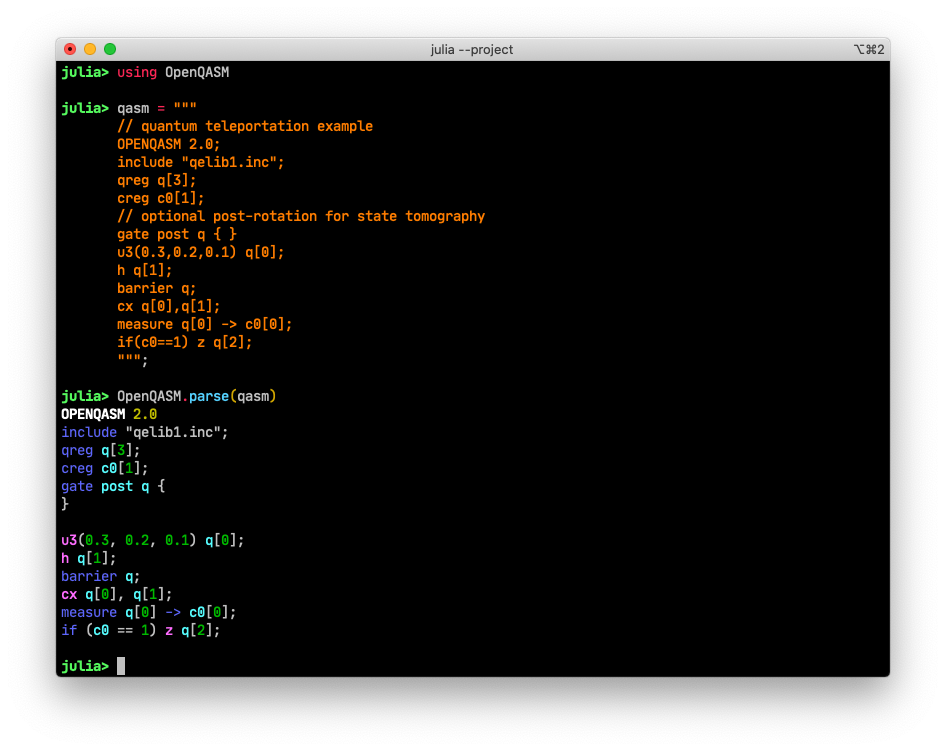 julia --project
⌥⌘2
julia> using OpenQASM
julia> qasm = """
// quantum teleportation example
OPENQASM 2.0;
include "qelib1.inc";
qreg q[3];
creg c0[1];
// optional post-rotation for state tomography
gate post q { }
u3(0.3,0.2,0.1) q[0];
h q[1];
barrier q;
cx q[0],q[1];
measure q[0] -> c0[0];
if(c0==1) z q[2];
""";
julia> OpenQASM.parse(qasm)
OPENQASM 2.0
include "qelib1.inc";
qreg q[3];
creg c0[1];
gate post q {
}
u3(0.3, 0.2, 0.1) q[0];
h q[1];
barrier q;
cx q[0], q[1];
measure q[0] -> c0[0];
if (c0 == 1) z q[2];
julia>